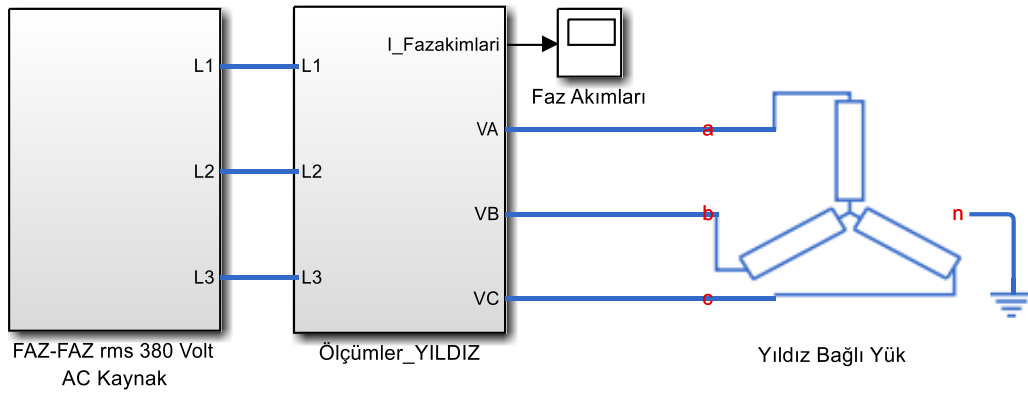 I_Fazakimlari
L1
L1
Faz Akımları
VA
a
L2
L2
VB
b
n
L3
L3
VC
c
FAZ-FAZ rms 380 Volt
AC Kaynak
Ölçümler_YILDIZ
Yıldız Bağlı Yük